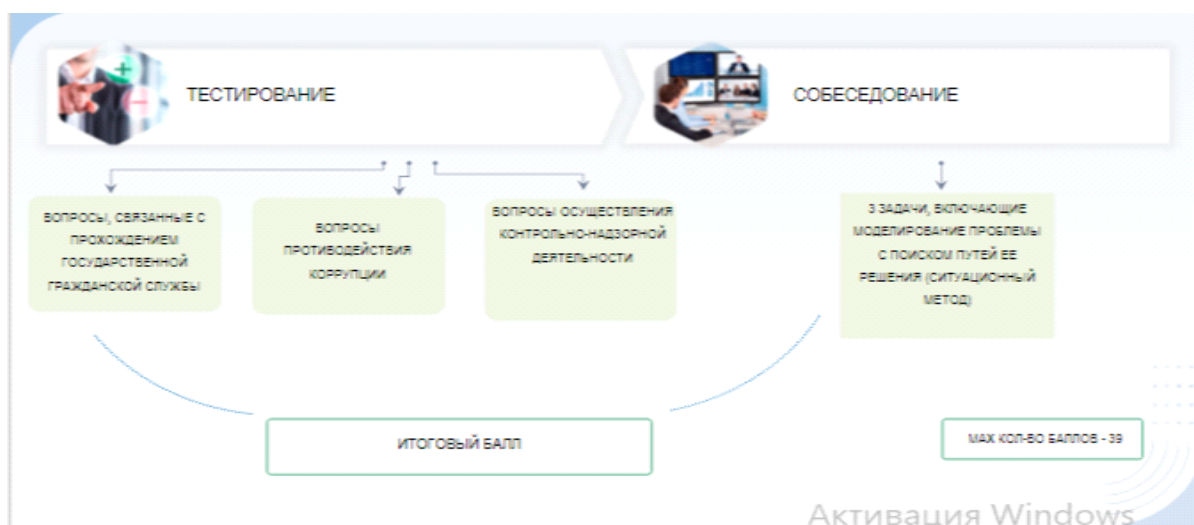 ТЕСТИРОВАНИЕ
СОБЕСЕДОВАНИЕ
ВОПРОСЫ, СВЯЗАННЫЕ С
ПРОХОЖДЕНИЕМ
ГОСУДАРСТВЕННОЙ
ГРАЖДАНСКОЙ СЛУЖБЫ
ВОПРОСЫ
ПРОТИВОДЕЙСТВИЯ
КОРРУПЦИИ
ВОПРОСЫ ОСУЩЕСТВЛЕНИЯ
КОНТРОЛЬНО-НАДЗОРНОЙ
ДЕЯТЕЛЬНОСТИ
3 ЗАДАЧИ, ВКЛЮЧАЮЩИЕ
МОДЕЛИРОВАНИЕ ПРОБЛЕМЫ
С ПОИСКОМ ПУТЕЙ ЕЕ
РЕШЕНИЯ (СИТУАЦИОННЫЙ
МЕТОД)
ИТОГОВЫЙ БАЛЛ
МАХ КОЛ-ВО БАЛЛОВ - 39
Активация Windows